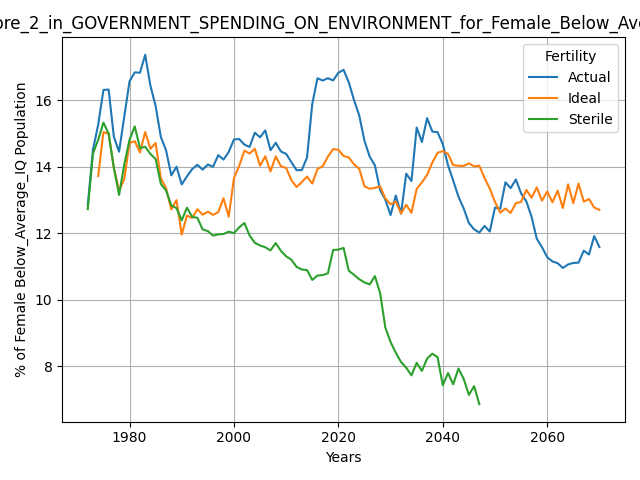 ore_2_in_GOVERNMENT_SPENDING_ON_ENVIRONMENT_for_Female_Below_Ave
Fertility
Actual
Ideal
Sterile
% of Female Below_Average_IQ Population
16
14
12
10
8
1980
2000
2020
2040
2060
Years